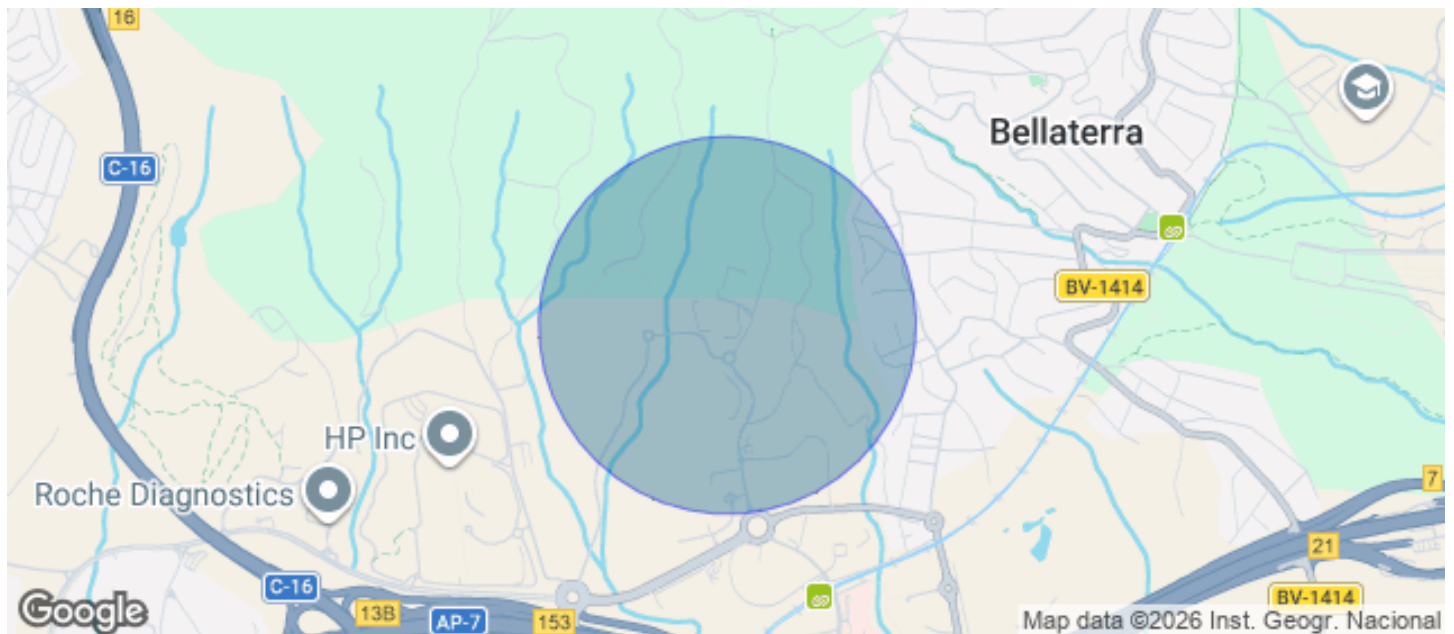 16
C-16
Bellaterra
BV-1414
HP Inc
Roche Diagnostics
7
21
C-16
13B
AP-7
153
BV-1414
Google
Map data ©2026 Inst. Geogr. Nacional